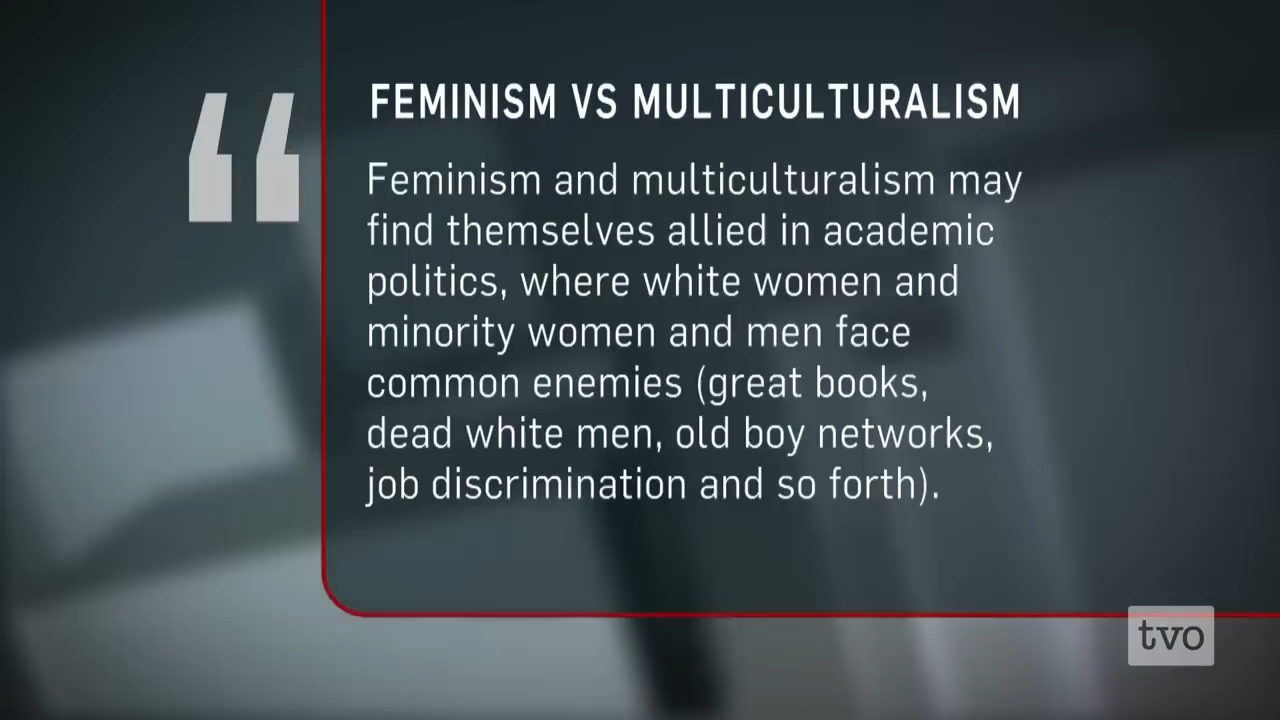 “
FEMINISM VS MULTICULTURALISM
Feminism and multiculturalism may
find themselves allied in academic
politics, where white women and
minority women and men face
common enemies (great books,
dead white men, old boy networks,
job discrimination and so forth).
tvo